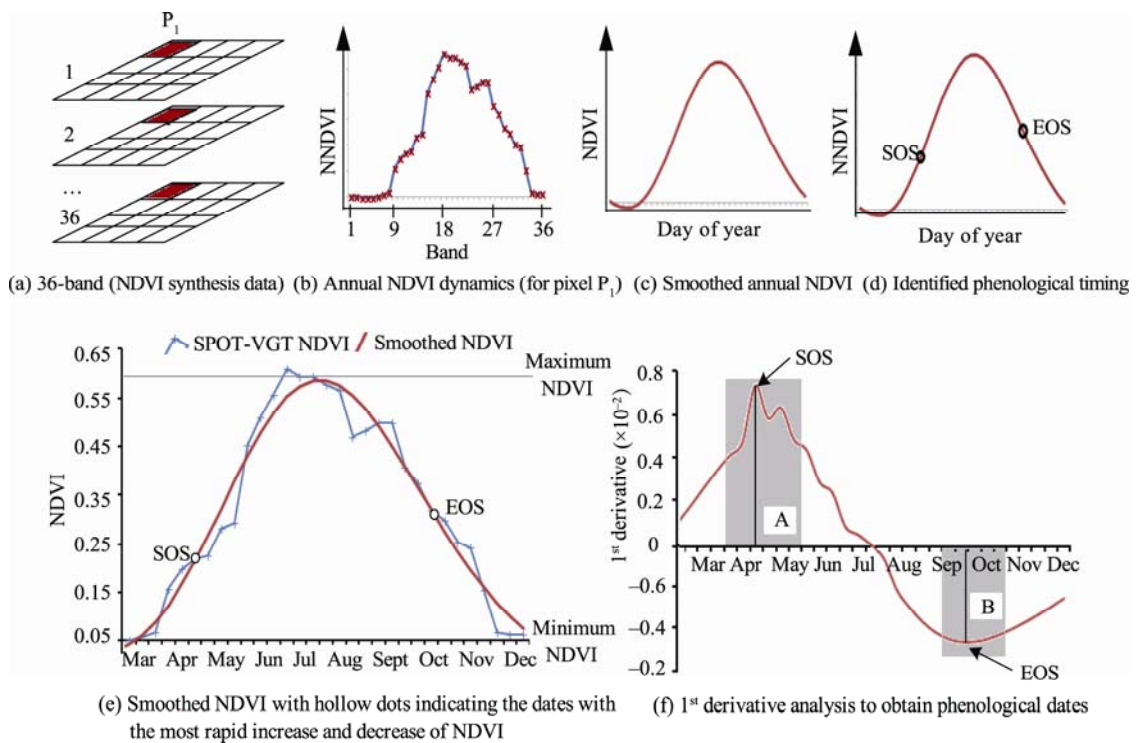 P₁
1
2
...
36
NNDVI
1 9 18 27 36
Band
NDVI
Day of year
NNDVI
SOS
EOS
Day of year
(a) 36-band (NDVI synthesis data) (b) Annual NDVI dynamics (for pixel P₁) (c) Smoothed annual NDVI (d) Identified phenological timing
SPOT-VGT NDVI Smoothed NDVI
Maximum
NDVI
0.65
0.55
0.35
0.25
0.15
0.05
NDVI
SOS
EOS
Minimum
NDVI
Mar Apr May Jun Jul Aug Sept Oct Nov Dec
(e) Smoothed NDVI with hollow dots indicating the dates with
the most rapid increase and decrease of NDVI
SOS
0.8
0.6
0.4
0.2
0
−0.6
−0.4
−0.2
1ˢᵗ derivative (×10⁻²)
A
Mar Apr May Jun Jul Aug Sep Oct Nov Dec
B
EOS
(f) 1ˢᵗ derivative analysis to obtain phenological dates